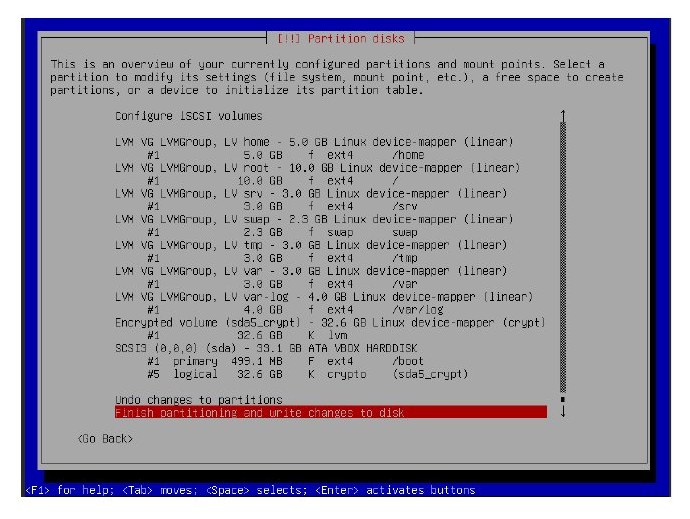 [!!] Partition disks
This is an overview of your currently configured partitions and mount points. Select a
partition to modify its settings (file system, mount point, etc.), a free space to create
partitions, or a device to initialize its partition table.
Configure iSCSI volumes
LVM VG LVMGroup, LV home - 5.0 GB Linux device-mapper (linear)
#1 5.0 GB f ext4 /home
LVM VG LVMGroup, LV root - 10.0 GB Linux device-mapper (linear)
#1 10.0 GB f ext4 /
LVM VG LVMGroup, LV srv - 3.0 GB Linux device-mapper (linear)
#1 3.0 GB f ext4 /srv
LVM VG LVMGroup, LV swap - 2.3 GB Linux device-mapper (linear)
#1 2.3 GB f swap swap
LVM VG LVMGroup, LV tmp - 3.0 GB Linux device-mapper (linear)
#1 3.0 GB f ext4 /tmp
LVM VG LVMGroup, LV var - 3.0 GB Linux device-mapper (linear)
#1 3.0 GB f ext4 /var
LVM VG LVMGroup, LV var-log - 4.0 GB Linux device-mapper (linear)
#1 4.0 GB f ext4 /var/log
Encrypted volume (sda5_crypt) - 32.6 GB Linux device-mapper (crypt)
#1 32.6 GB K lvm
SCSI3 (0,0,0) (sda) - 33.1 GB ATA VBOX HARDDISK
#1 primary 499.1 MB F ext4 /boot
#5 logical 32.6 GB K crypto (sda5_crypt)
Undo changes to partitions
Finish partitioning and write changes to disk
<Go Back>
<F1> for help; <Tab> moves; <Space> selects; <Enter> activates buttons